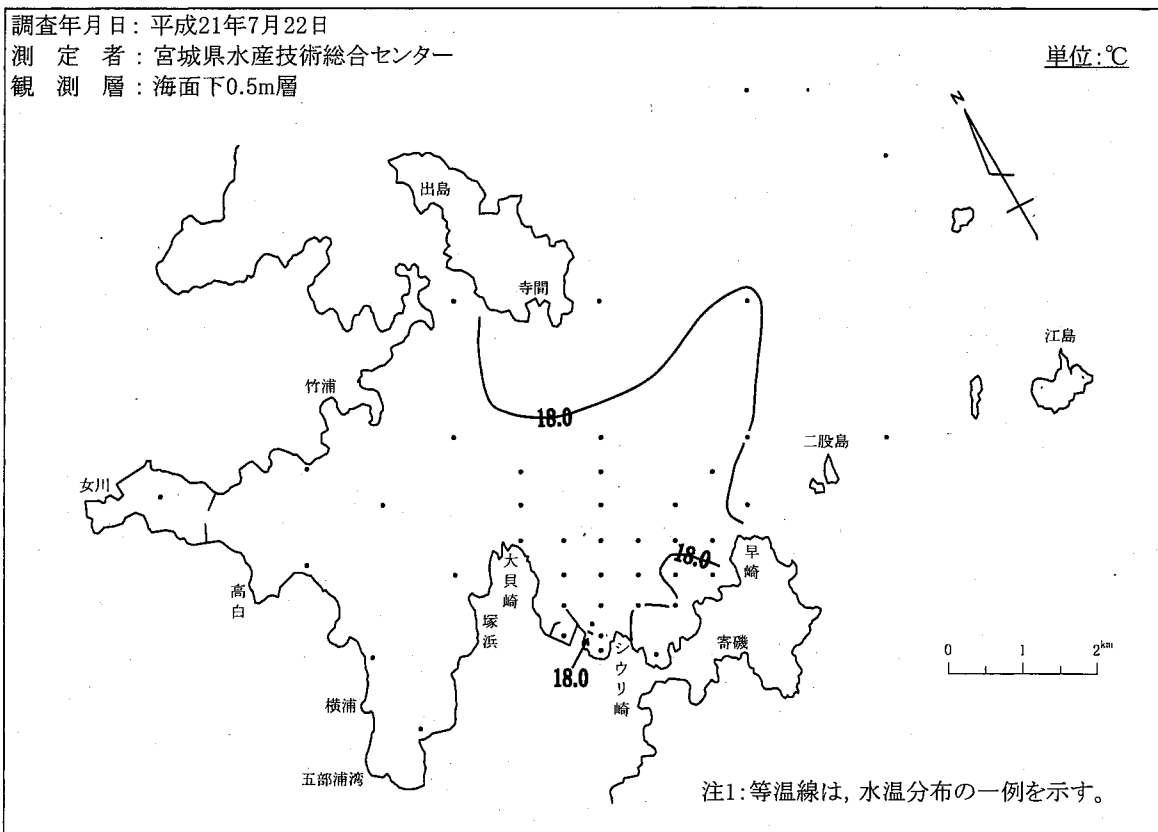 調査年月日：平成21年7月22日
測　定　者：宮城県水産技術総合センター
観　測　層：海面下0.5m層
単位：℃
N
出島
寺間
江島
竹浦
18.0
二股島
女川
18.0
早崎
大貝崎
高白
塚浜
寄磯
シウリ崎
18.0
0 1 2km
横浦
五部浦湾
注1：等温線は，水温分布の一例を示す。